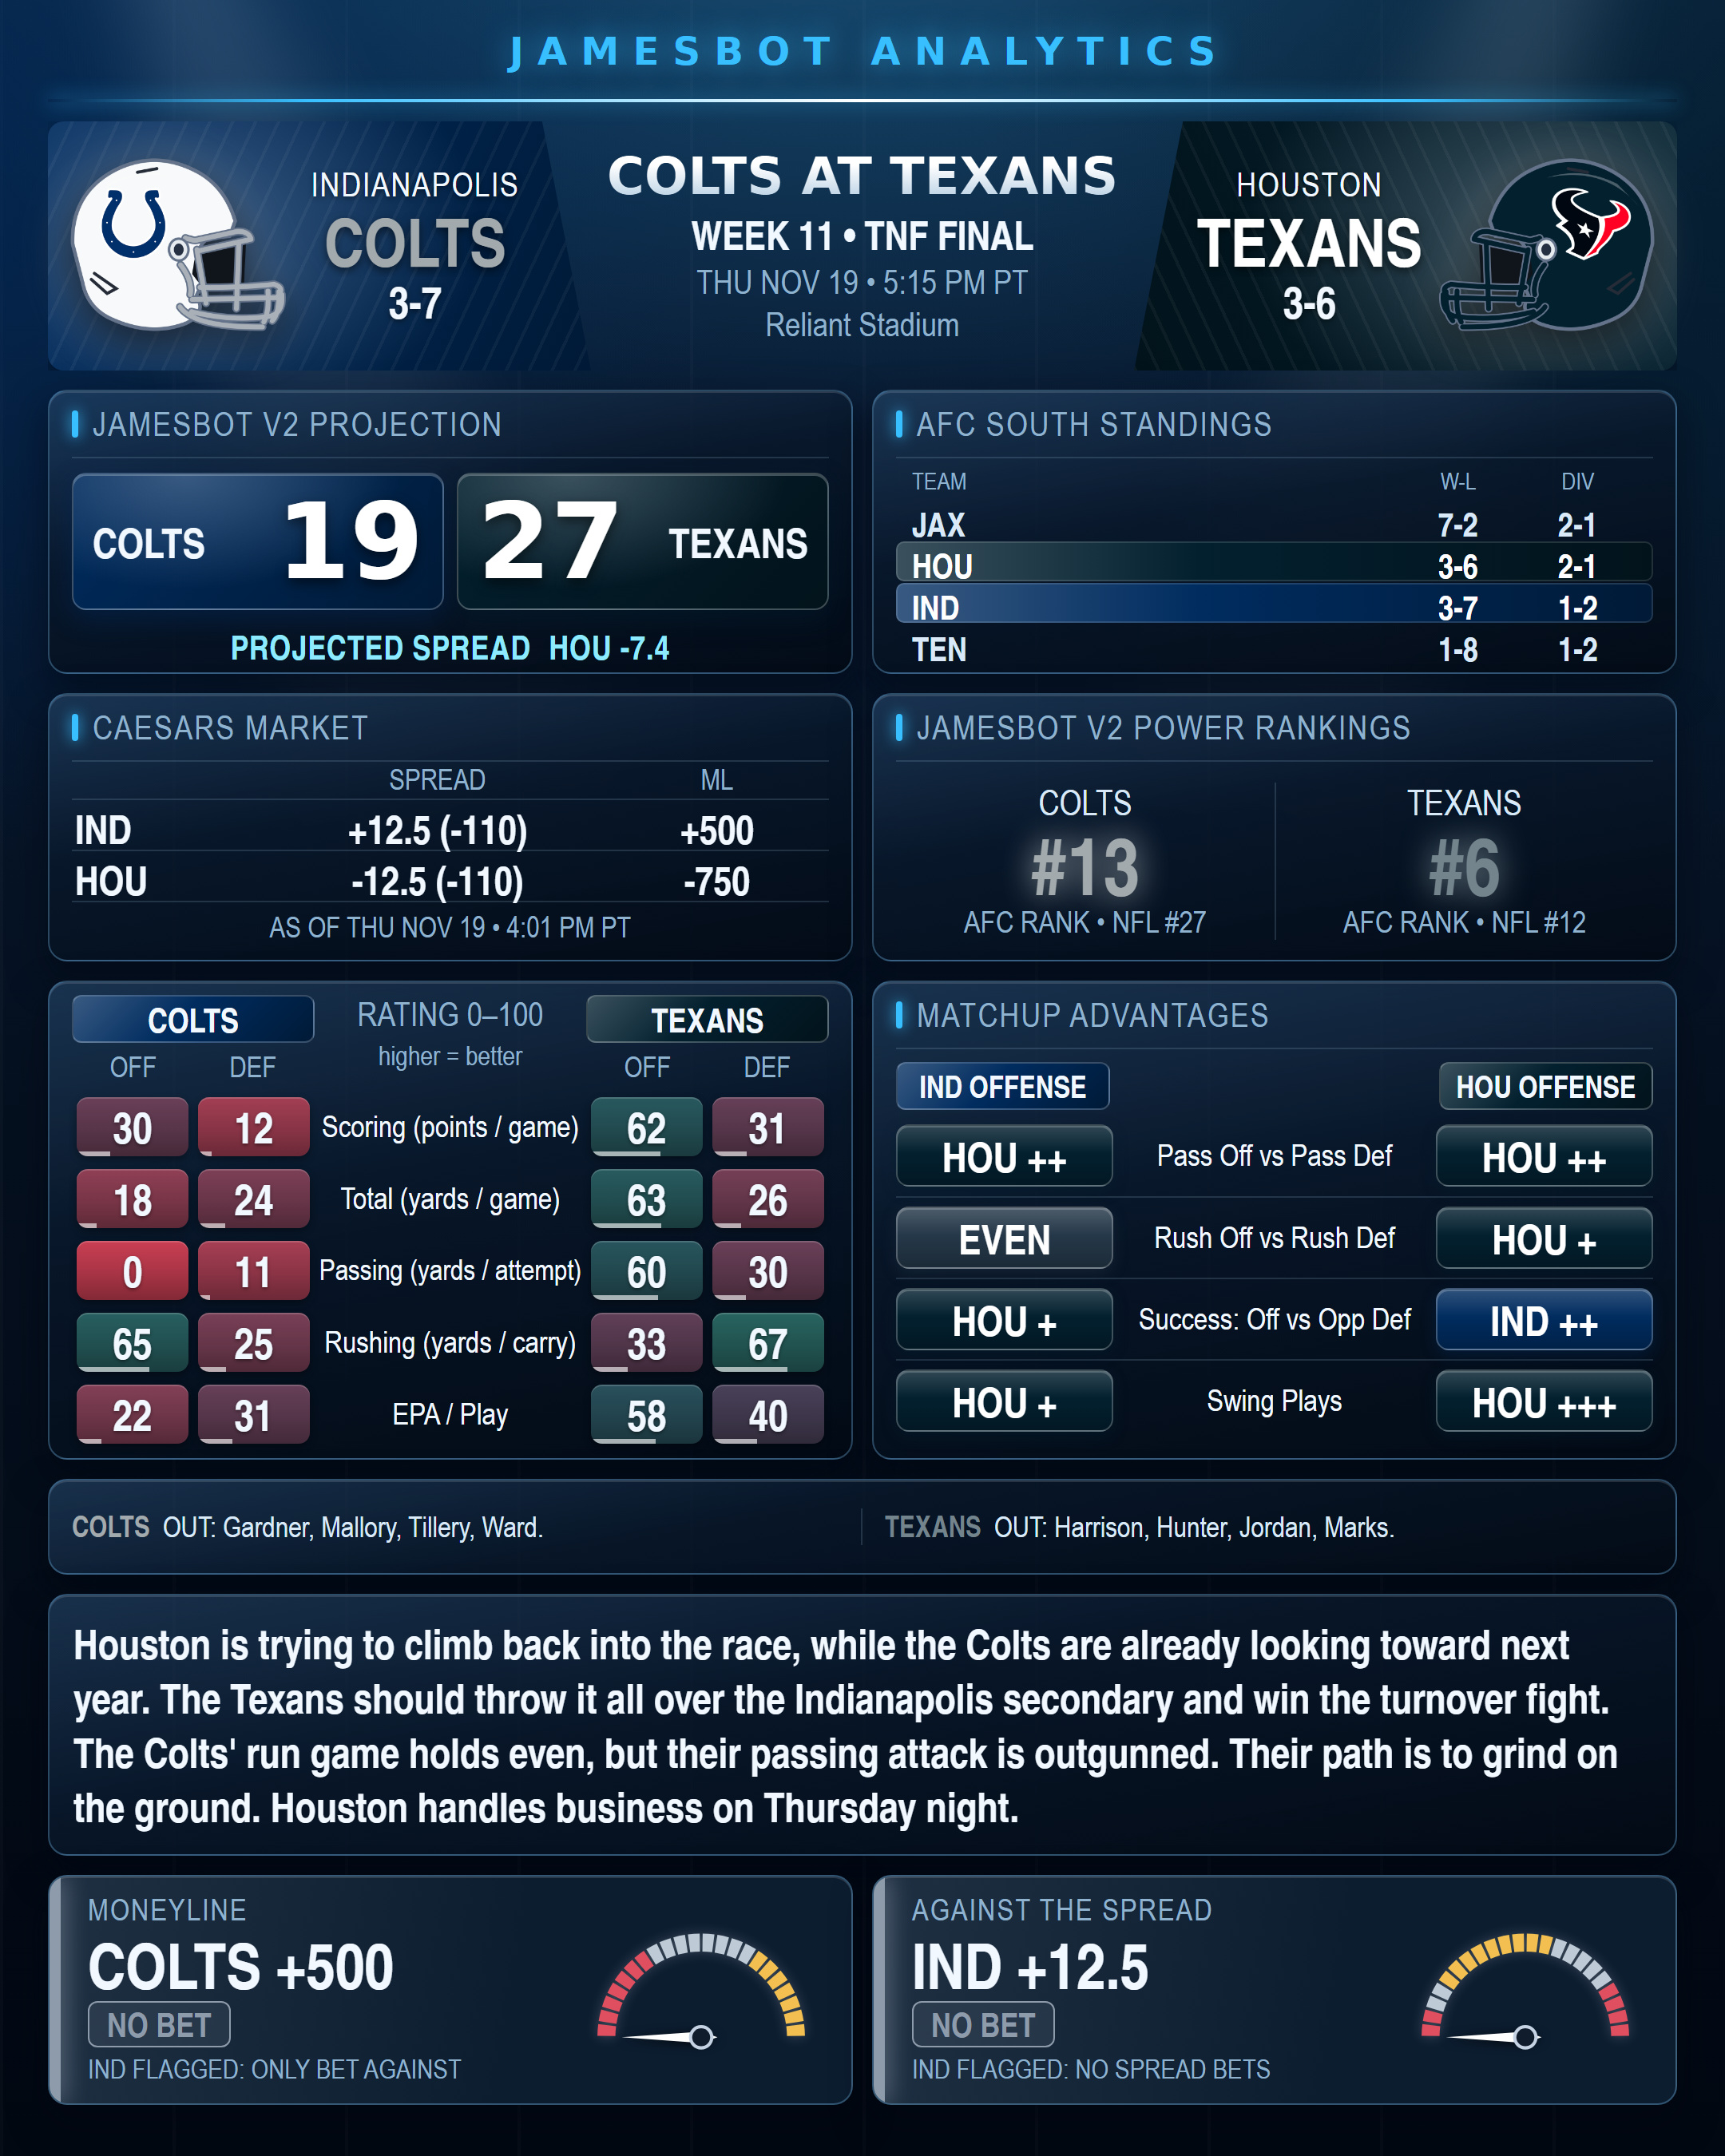 JAMESBOT ANALYTICS
INDIANAPOLIS
COLTS
3-7
COLTS AT TEXANS
WEEK 11 • TNF FINAL
THU NOV 19 • 5:15 PM PT
Reliant Stadium
HOUSTON
TEXANS
3-6
JAMESBOT V2 PROJECTION
COLTS 19 27 TEXANS
PROJECTED SPREAD HOU -7.4
AFC SOUTH STANDINGS
TEAM W-L DIV
JAX 7-2 2-1
HOU 3-6 2-1
IND 3-7 1-2
TEN 1-8 1-2
CAESARS MARKET
SPREAD ML
IND +12.5 (-110) +500
HOU -12.5 (-110) -750
AS OF THU NOV 19 • 4:01 PM PT
JAMESBOT V2 POWER RANKINGS
COLTS
#13
AFC RANK • NFL #27
TEXANS
#6
AFC RANK • NFL #12
COLTS RATING 0–100 TEXANS
OFF DEF higher = better OFF DEF
30 12 Scoring (points / game) 62 31
18 24 Total (yards / game) 63 26
0 11 Passing (yards / attempt) 60 30
65 25 Rushing (yards / carry) 33 67
22 31 EPA / Play 58 40
MATCHUP ADVANTAGES
IND OFFENSE HOU OFFENSE
HOU ++ Pass Off vs Pass Def HOU ++
EVEN Rush Off vs Rush Def HOU +
HOU + Success: Off vs Opp Def IND ++
HOU + Swing Plays HOU +++
COLTS OUT: Gardner, Mallory, Tillery, Ward.
TEXANS OUT: Harrison, Hunter, Jordan, Marks.
Houston is trying to climb back into the race, while the Colts are already looking toward next
year. The Texans should throw it all over the Indianapolis secondary and win the turnover fight.
The Colts' run game holds even, but their passing attack is outgunned. Their path is to grind on
the ground. Houston handles business on Thursday night.
MONEYLINE
COLTS +500
NO BET
IND FLAGGED: ONLY BET AGAINST
AGAINST THE SPREAD
IND +12.5
NO BET
IND FLAGGED: NO SPREAD BETS